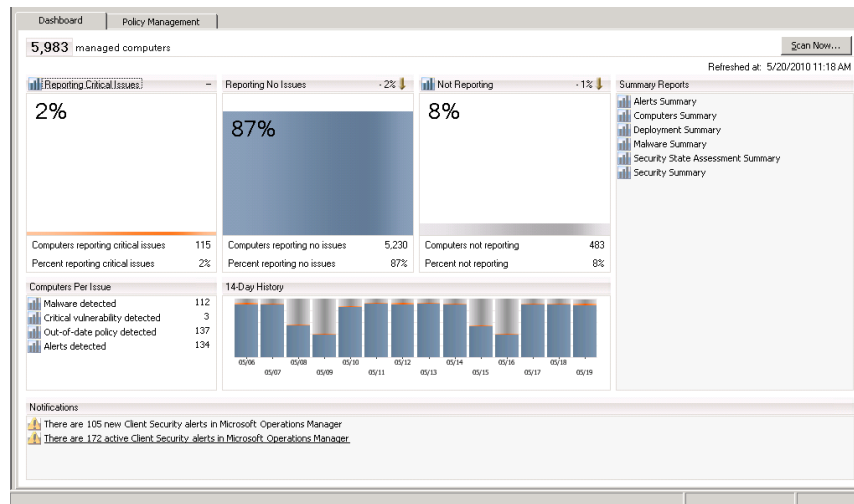 Dashboard
Policy Management
5,983 managed computers
Scan Now...
Refreshed at: 5/20/2010 11:18 AM
Reporting Critical Issues –
2%
Computers reporting critical issues 115
Percent reporting critical issues 2%
Reporting No Issues - 2%
87%
Computers reporting no issues 5,230
Percent reporting no issues 87%
Not Reporting - 1%
8%
Computers not reporting 483
Percent not reporting 8%
Summary Reports
Alerts Summary
Computers Summary
Deployment Summary
Malware Summary
Security State Assessment Summary
Security Summary
Computers Per Issue
Malware detected 112
Critical vulnerability detected 3
Out-of-date policy detected 137
Alerts detected 134
14-Day History
05/06 05/08 05/10 05/12 05/14 05/16 05/18
05/07 05/09 05/11 05/13 05/15 05/17 05/19
Notifications
There are 105 new Client Security alerts in Microsoft Operations Manager
There are 172 active Client Security alerts in Microsoft Operations Manager